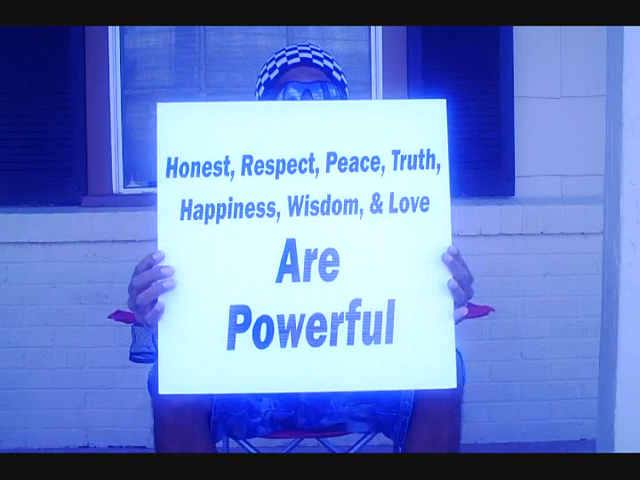 Honest, Respect, Peace, Truth,
Happiness, Wisdom, & Love
Are
Powerful